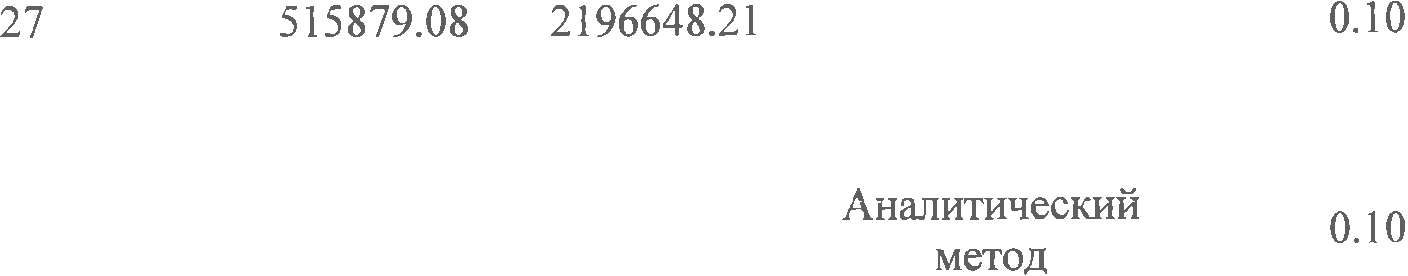 27 515879.08 2196648.21 0.10
Аналитический
метод 0.10